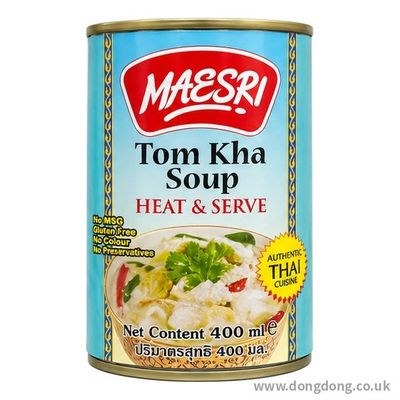 MAESRI
Tom Kha
Soup
HEAT & SERVE
No MSG
Gluten Free
No Colour
No Preservatives
AUTHENTIC
THAI
CUISINE
Net Content 400 ml e
ปริมาตรสุทธิ 400 มล.
www.dongdong.co.uk